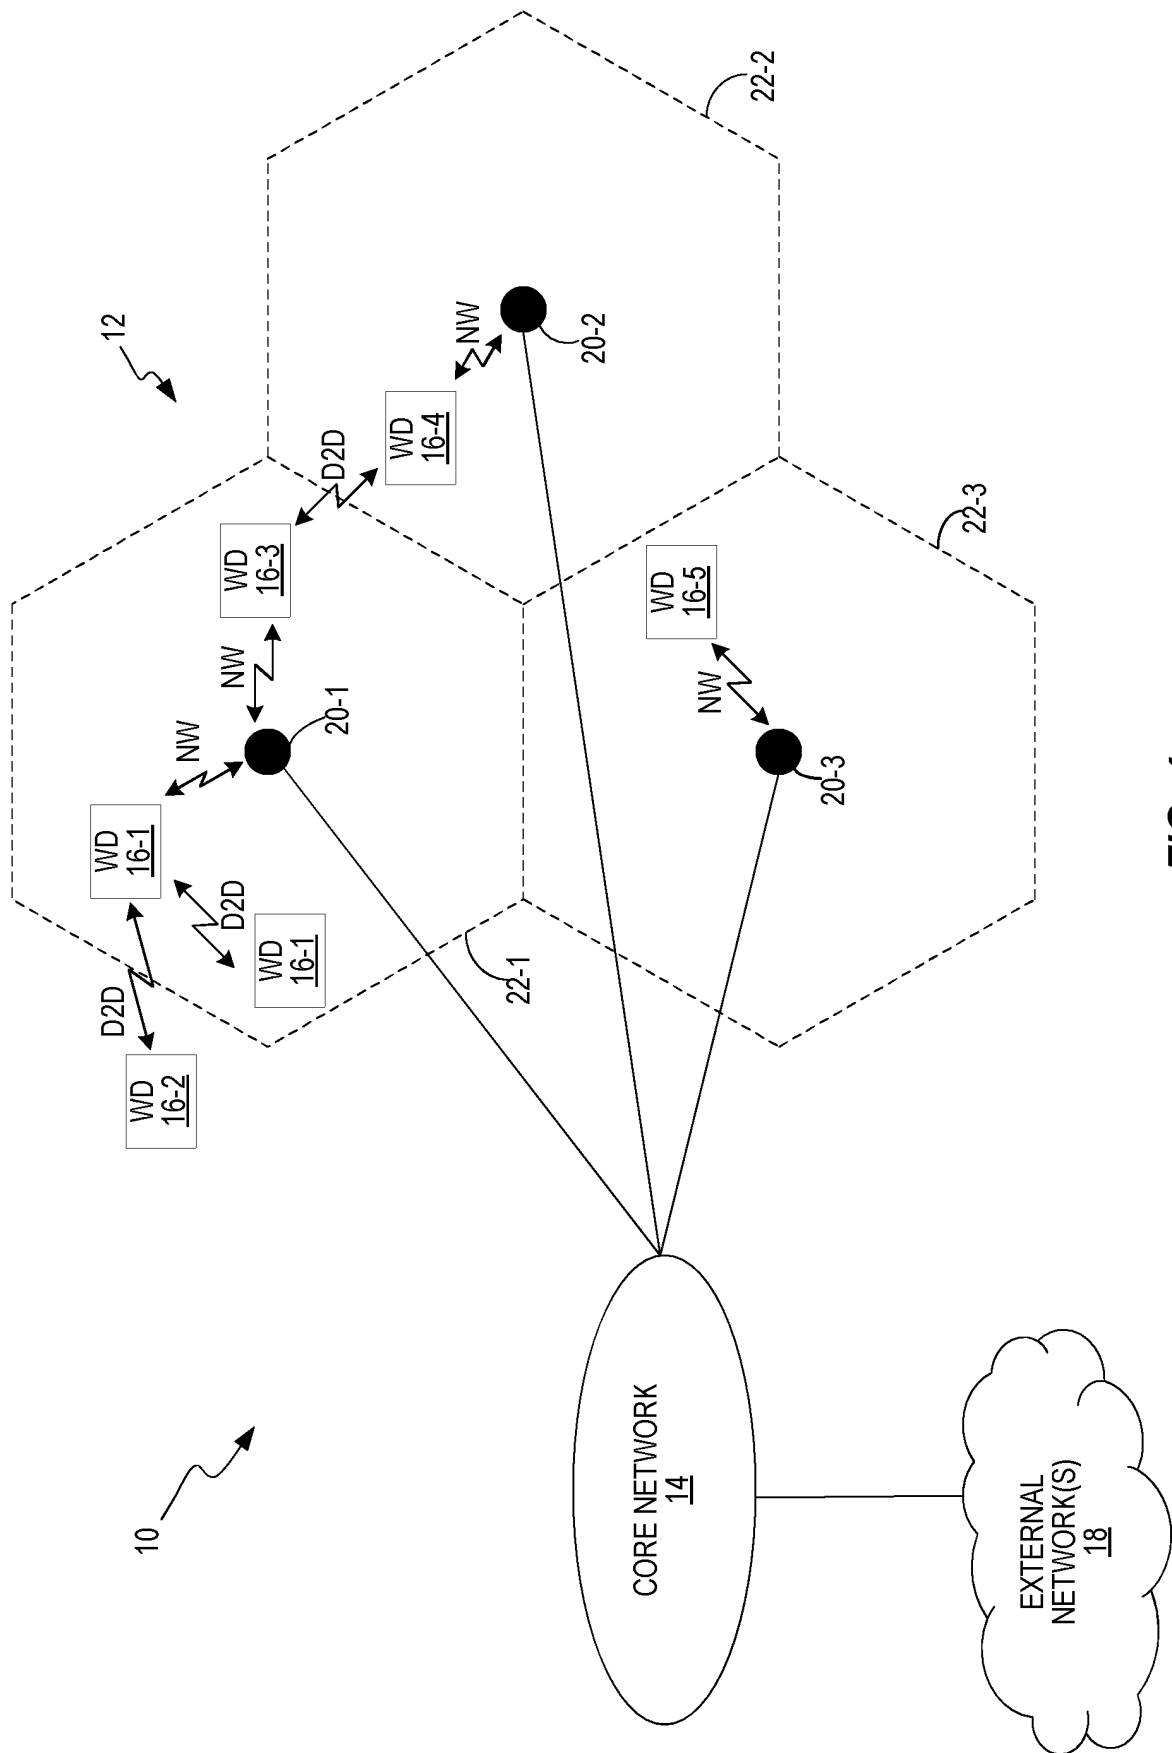 12
10
D2D
WD
16-1
WD
16-2
NW
D2D
NW
WD
16-3
WD
16-1
20-1
D2D
WD
16-4
NW
22-1
20-2
CORE NETWORK
14
WD
16-5
NW
22-2
20-3
22-3
EXTERNAL
NETWORK(S)
18